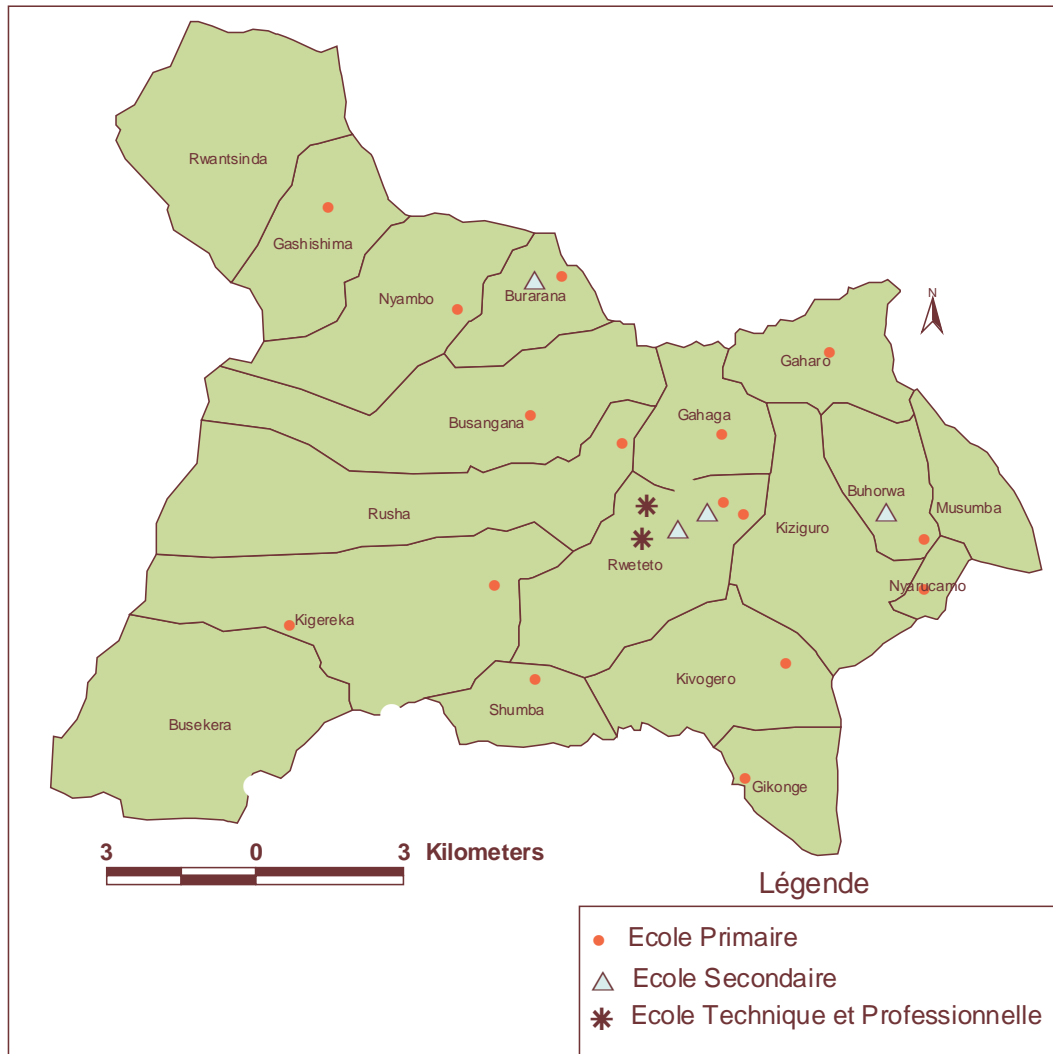 Rwantsinda
Gashishima
N
Nyambo
Burarana
Gaharo
Busangana
Gahaga
Buhorwa
Musumba
Rusha
Kiziguro
Rweteto
Nyarucamo
Kigereka
Kivogero
Shumba
Busekera
Gikonge
3 0 3 Kilometers
Légende
Ecole Primaire
Ecole Secondaire
Ecole Technique et Professionnelle